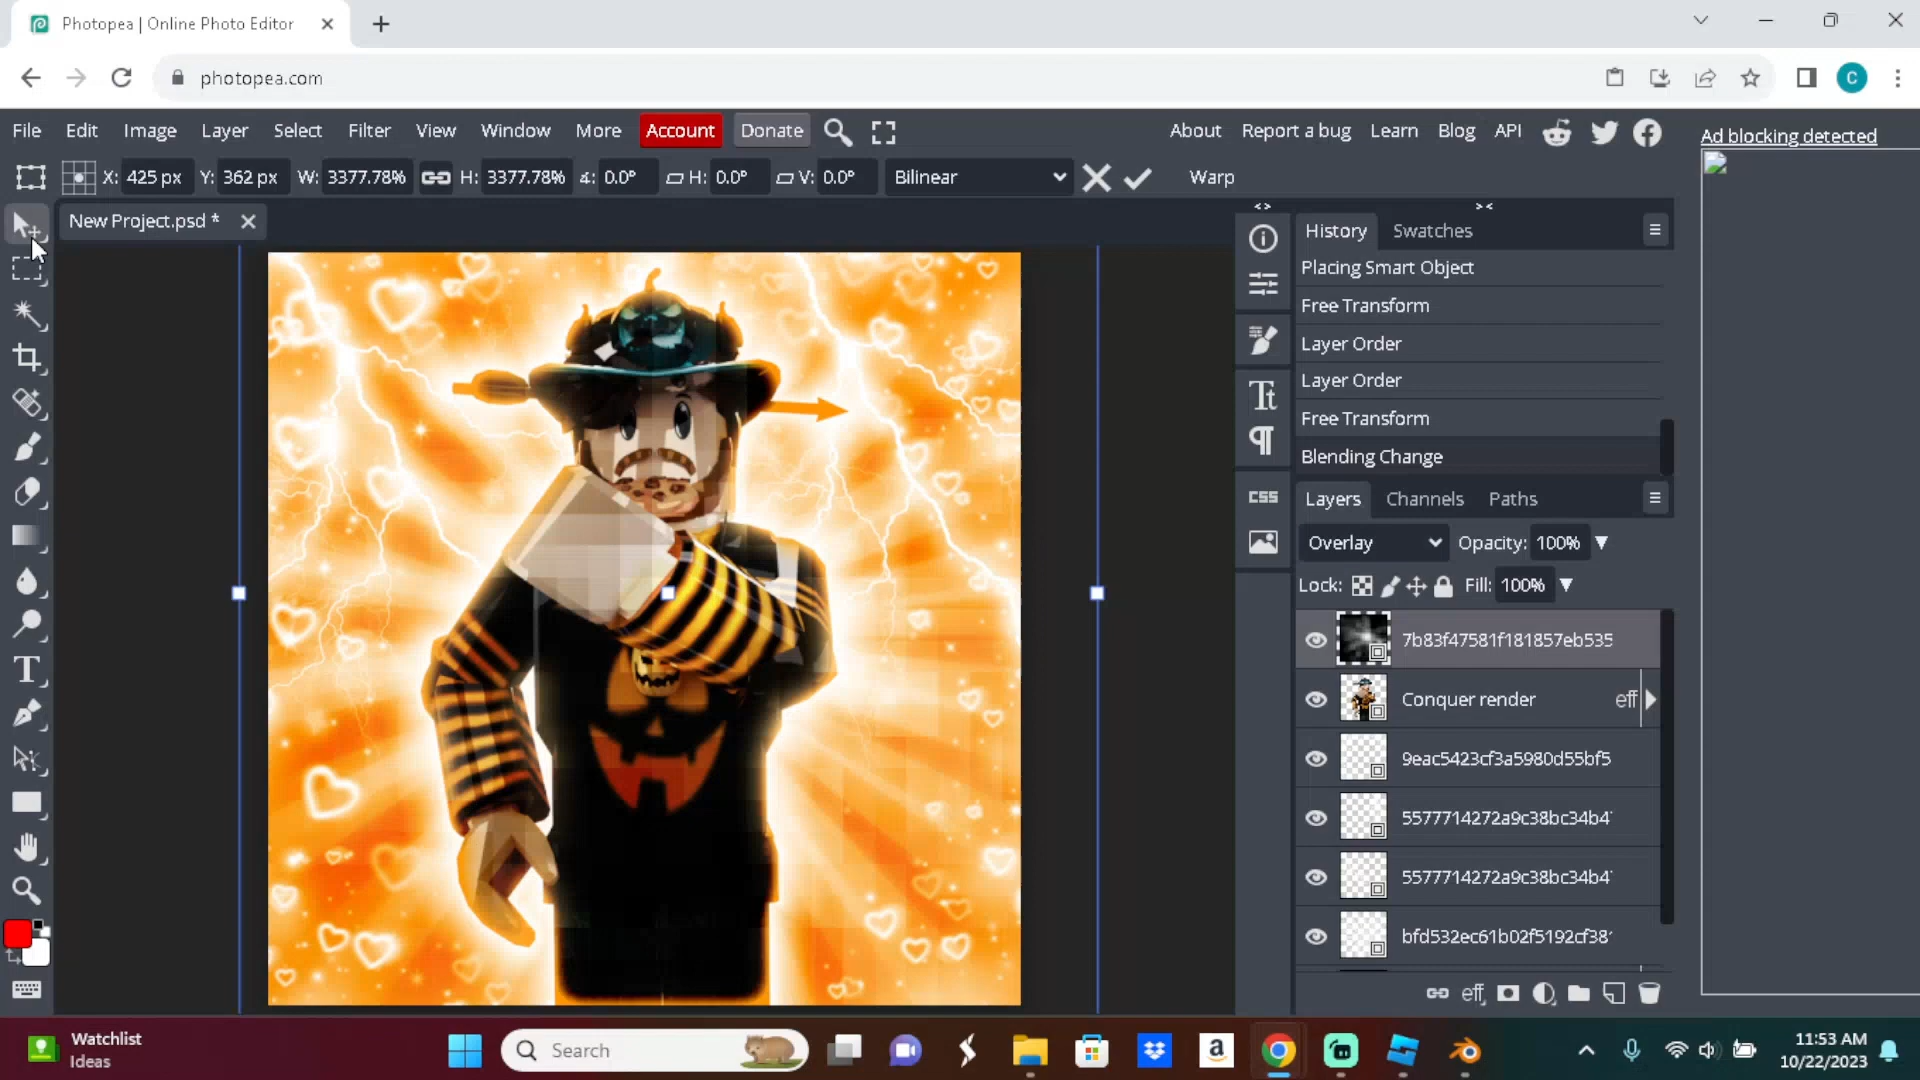 Photopea | Online Photo Editor
photopea.com
File Edit Image Layer Select Filter View Window More Account Donate About Report a bug Learn Blog API
Ad blocking detected
X: 425 px Y: 362 px W: 3377.78% H: 3377.78% 0.0° H: 0.0° V: 0.0° Bilinear Warp
New Project.psd *
History Swatches
Placing Smart Object
Free Transform
Layer Order
Layer Order
Free Transform
Blending Change
CSS
Layers Channels Paths
Overlay Opacity: 100%
Lock: Fill: 100%
7b83f47581f181857eb535
Conquer render eff
9eac5423cf3a5980d55bf5
5577714272a9c38bc34b4
5577714272a9c38bc34b4
bfd532ec61b02f5192cf38
eff
Watchlist
Ideas
Search
11:53 AM
10/22/2023